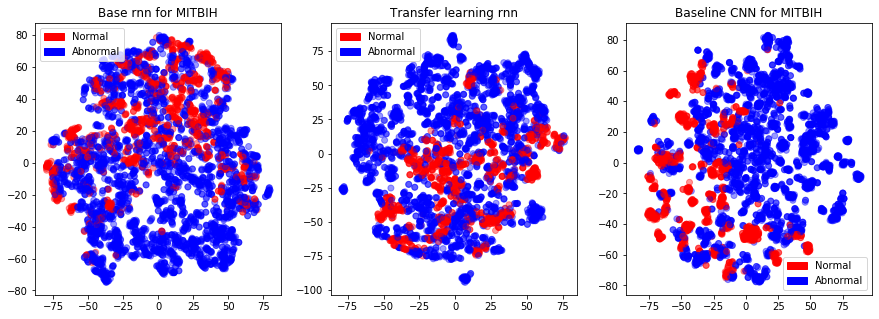 Base rnn for MITBIH
Normal
Abnormal
80
60
40
20
0
−20
−40
−60
−80
−75 −50 −25 0 25 50 75
Transfer learning rnn
Normal
Abnormal
75
50
25
0
−25
−50
−75
−100
−75 −50 −25 0 25 50 75
Baseline CNN for MITBIH
80
60
40
20
0
−20
−40
−60
−80
Normal
Abnormal
−75 −50 −25 0 25 50 75